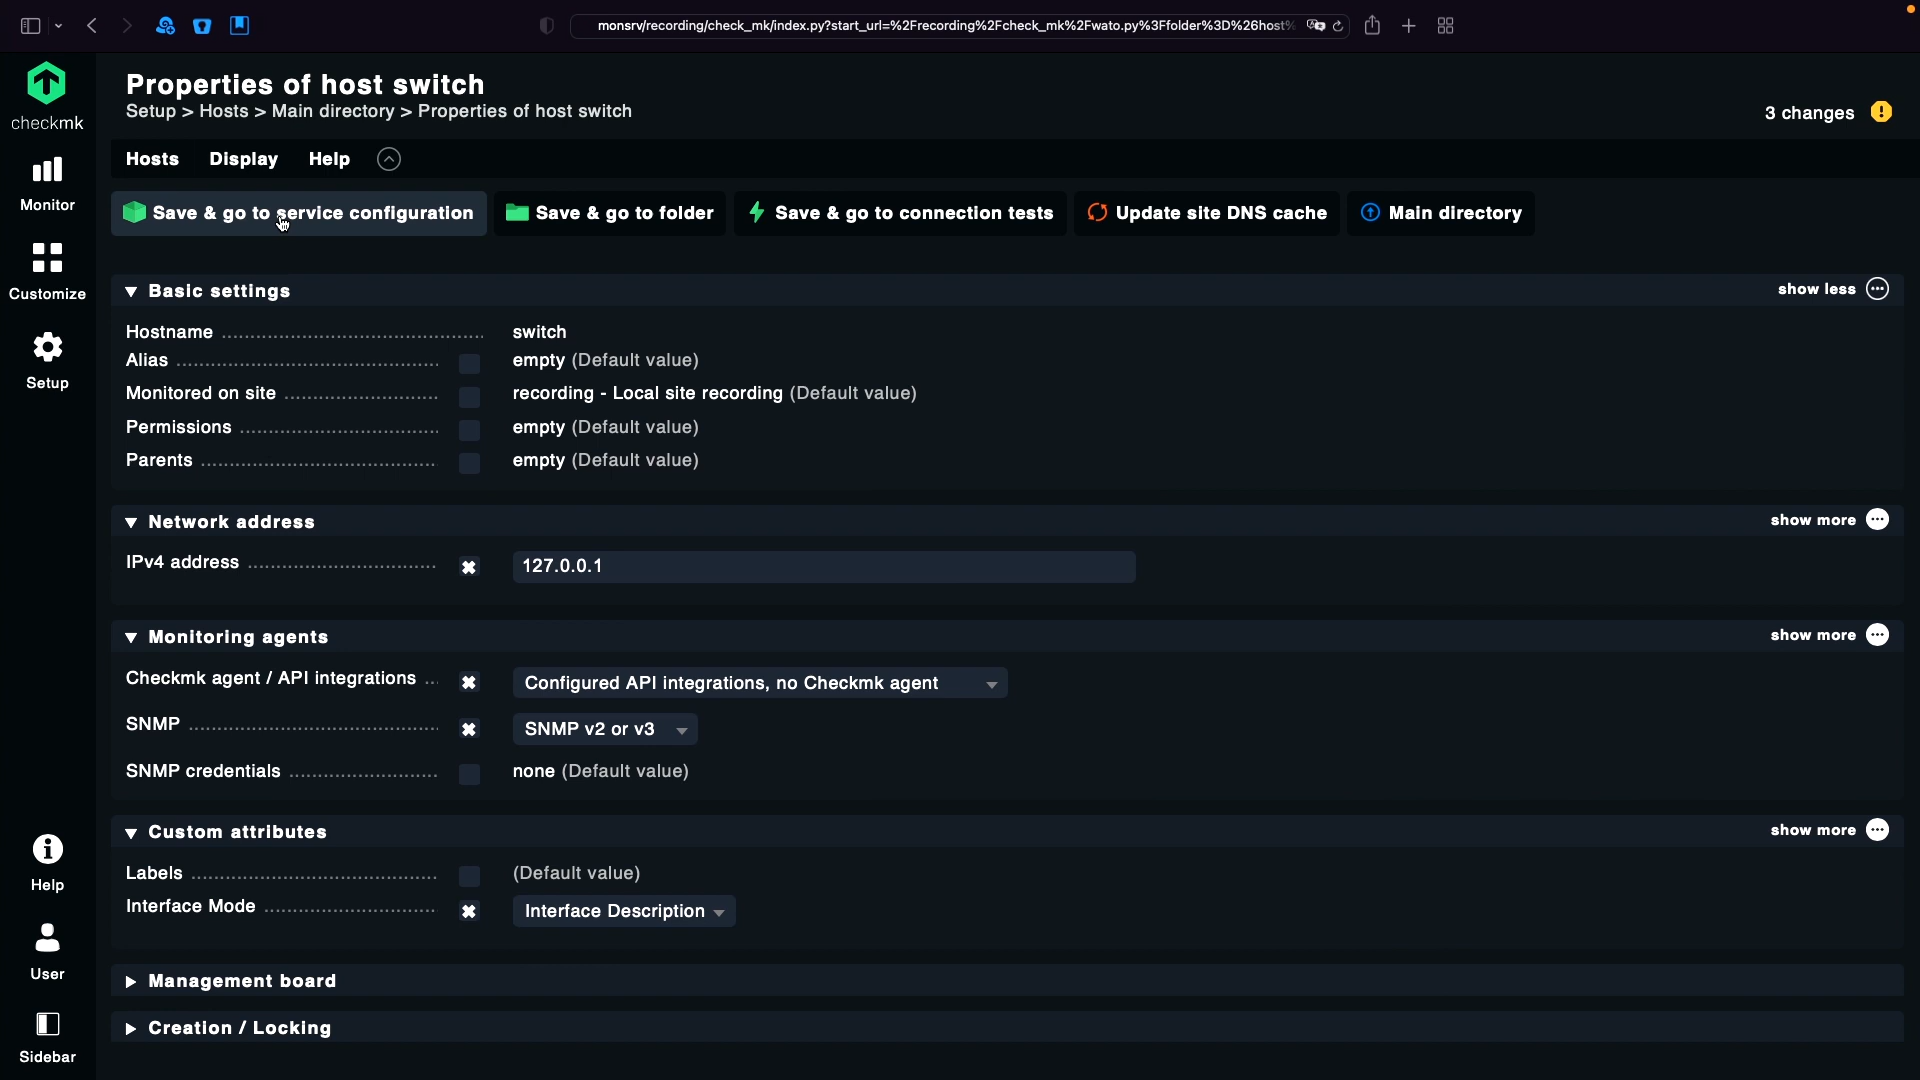 monsrv/recording/check_mk/index.py?start_url=%2Frecording%2Fcheck_mk%2Fwato.py%3Ffolder%3D%26host%
checkmk
Monitor
Customize
Setup
Help
User
Sidebar
Properties of host switch
Setup > Hosts > Main directory > Properties of host switch
3 changes
Hosts Display Help
Save & go to service configuration Save & go to folder Save & go to connection tests Update site DNS cache Main directory
Basic settings show less
Hostname switch
Alias empty (Default value)
Monitored on site recording - Local site recording (Default value)
Permissions empty (Default value)
Parents empty (Default value)
Network address show more
IPv4 address 127.0.0.1
Monitoring agents show more
Checkmk agent / API integrations Configured API integrations, no Checkmk agent
SNMP SNMP v2 or v3
SNMP credentials none (Default value)
Custom attributes show more
Labels (Default value)
Interface Mode Interface Description
Management board
Creation / Locking